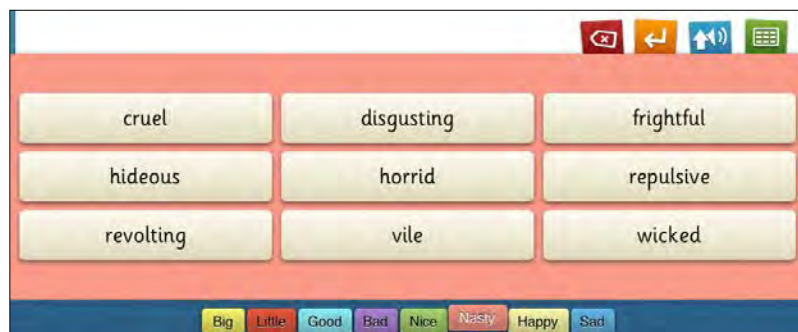 cruel disgusting frightful
hideous horrid repulsive
revolting vile wicked
Big Little Good Bad Nice Nasty Happy Sad